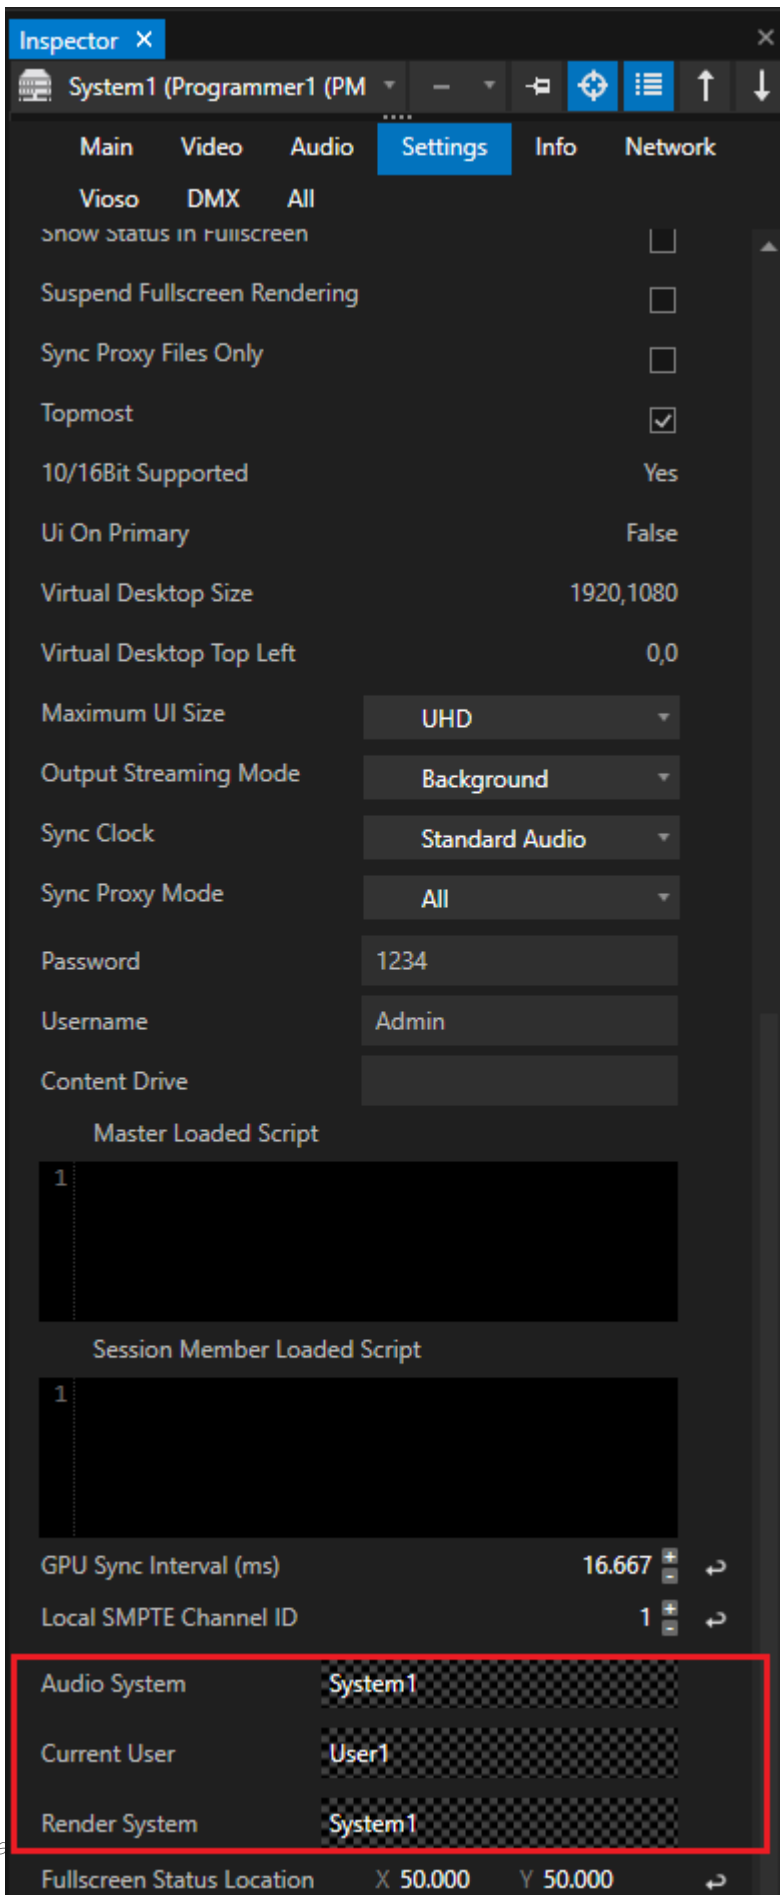 Inspector
System1 (Programmer1 (PM
Main Video Audio Settings Info Network
Vioso DMX All
Show Status In Fullscreen
Suspend Fullscreen Rendering
Sync Proxy Files Only
Topmost
10/16Bit Supported Yes
Ui On Primary False
Virtual Desktop Size 1920,1080
Virtual Desktop Top Left 0,0
Maximum UI Size UHD
Output Streaming Mode Background
Sync Clock Standard Audio
Sync Proxy Mode All
Password 1234
Username Admin
Content Drive
Master Loaded Script
1
Session Member Loaded Script
1
GPU Sync Interval (ms) 16.667
Local SMPTE Channel ID 1
Audio System System1
Current User User1
Render System System1
Fullscreen Status Location X 50.000 Y 50.000